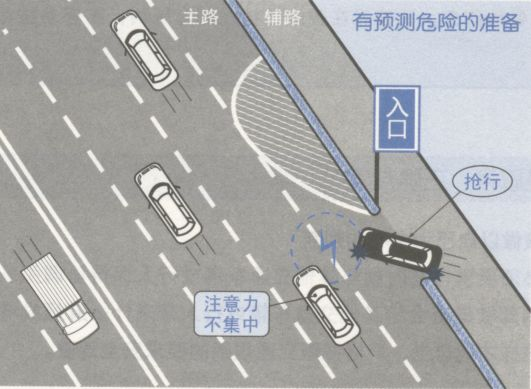 主路
辅路
有预测危险的准备
入
口
抢行
注意力
不集中